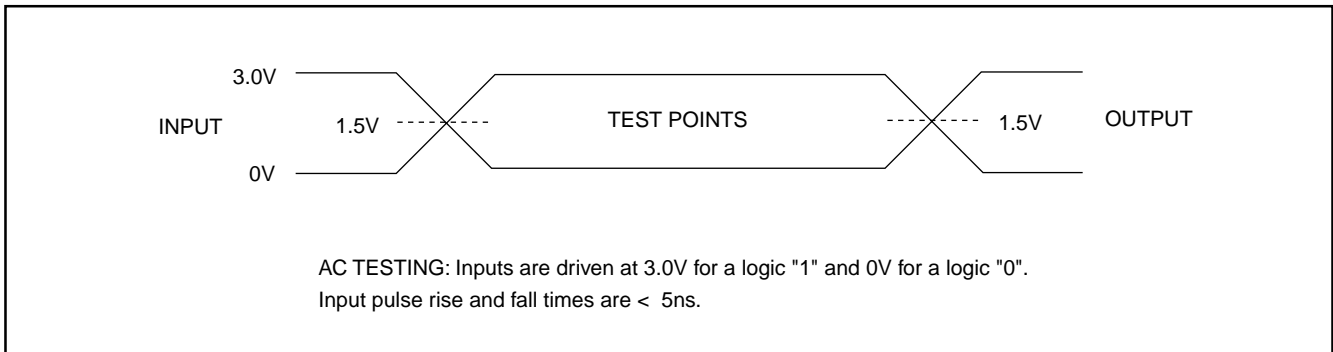 3.0V
INPUT 1.5V TEST POINTS 1.5V OUTPUT
0V
AC TESTING: Inputs are driven at 3.0V for a logic "1" and 0V for a logic "0".
Input pulse rise and fall times are < 5ns.